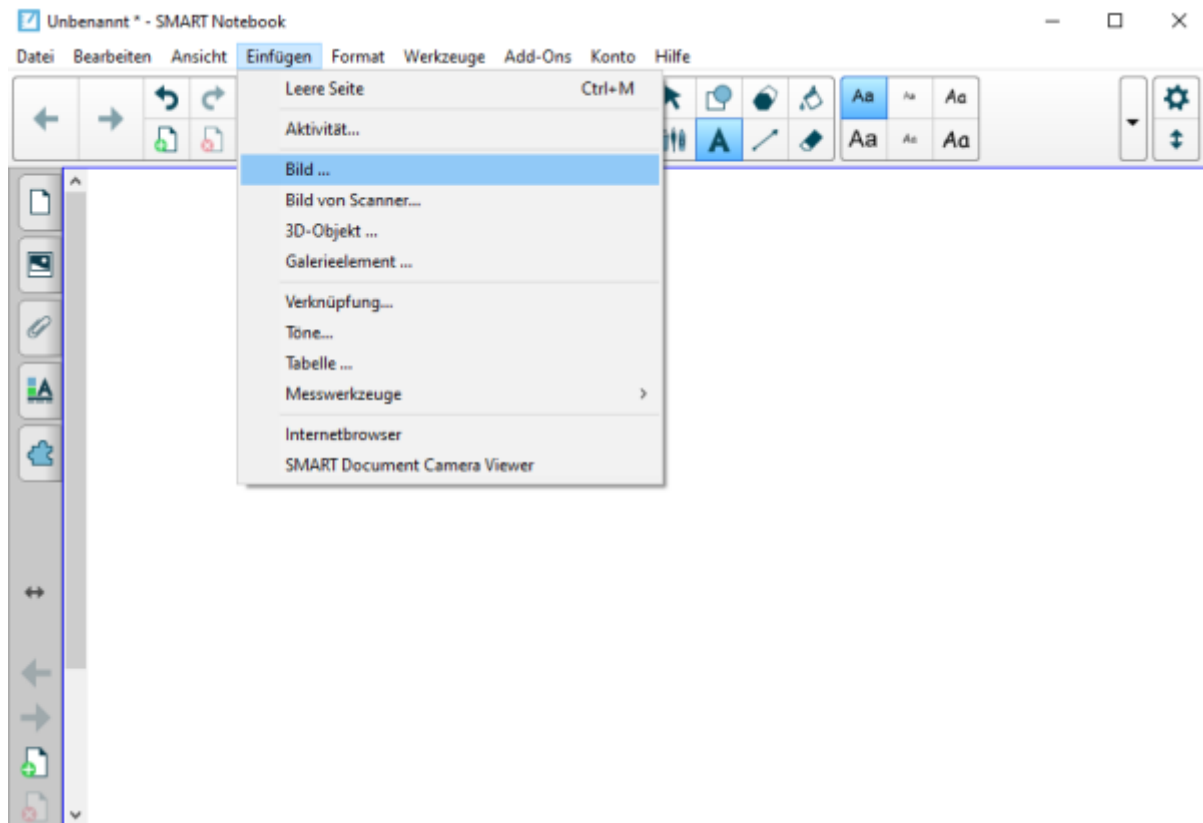 Unbenannt * - SMART Notebook
Datei Bearbeiten Ansicht Einfügen Format Werkzeuge Add-Ons Konto Hilfe
Leere Seite Ctrl+M
Aktivität...
Bild ...
Bild von Scanner...
3D-Objekt ...
Galerieelement ...
Verknüpfung...
Töne...
Tabelle ...
Messwerkzeuge
Internetbrowser
SMART Document Camera Viewer
A
Aa Aa Aa
Aa Aa Aa
A